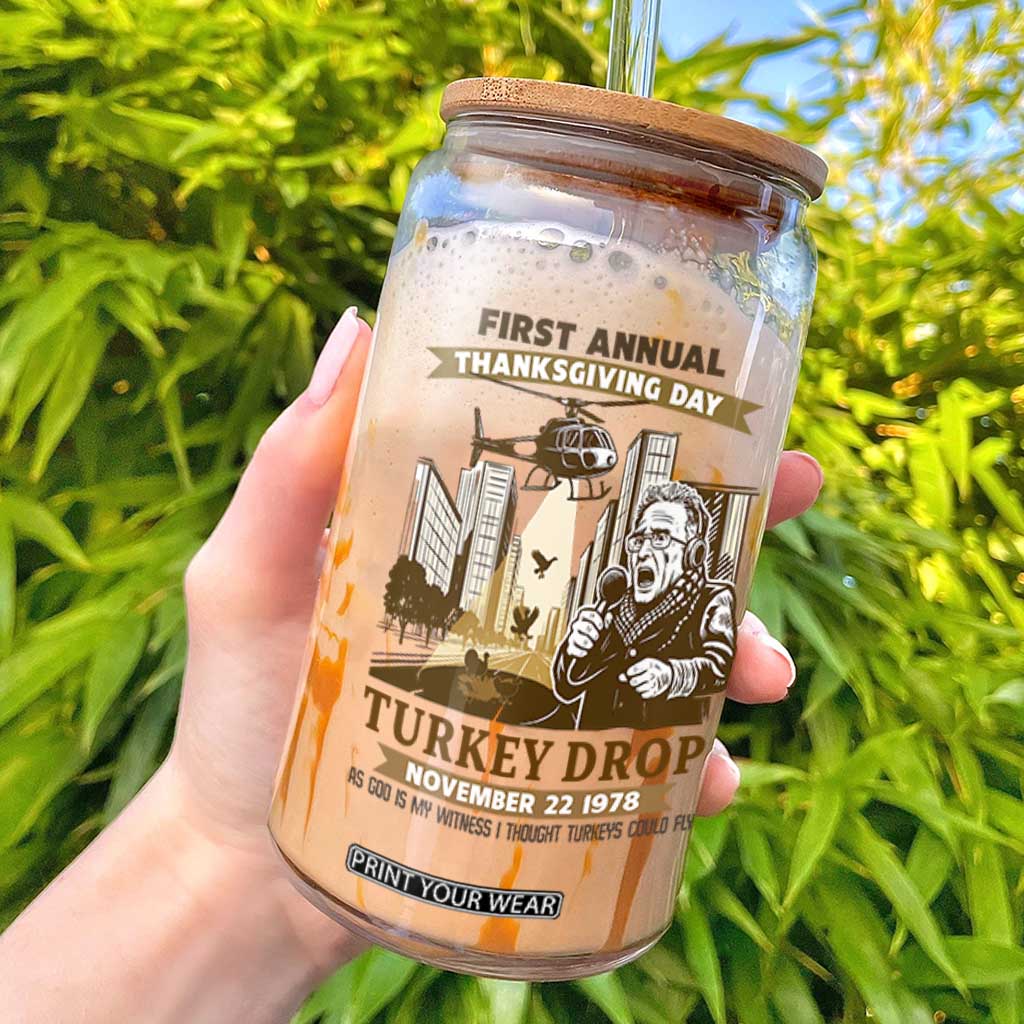 FIRST ANNUAL
THANKSGIVING DAY
TURKEY DROP
NOVEMBER 22 1978
AS GOD IS MY WITNESS I THOUGHT TURKEYS COULD FLY
PRINT YOUR WEAR